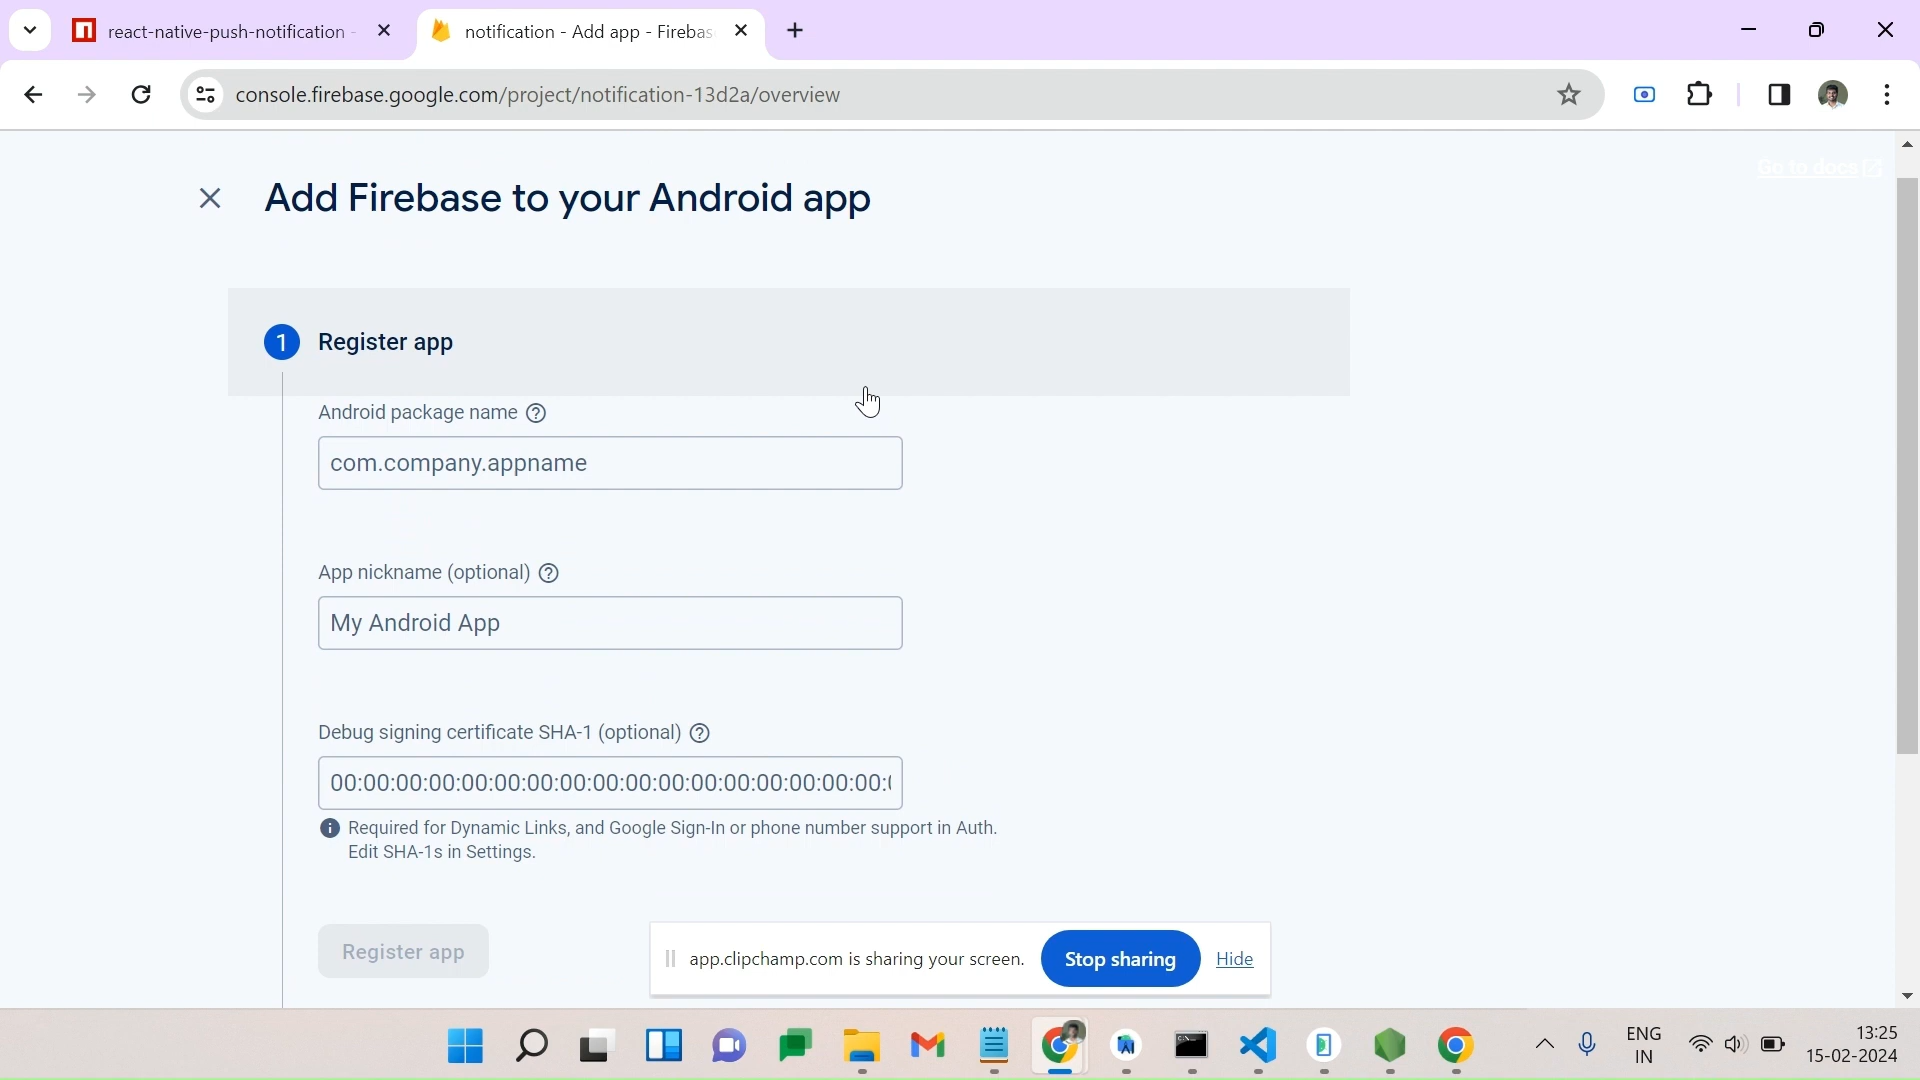 react-native-push-notification -
notification - Add app - Firebas
console.firebase.google.com/project/notification-13d2a/overview
Go to docs
Add Firebase to your Android app
1 Register app
Android package name
com.company.appname
App nickname (optional)
My Android App
Debug signing certificate SHA-1 (optional)
00:00:00:00:00:00:00:00:00:00:00:00:00:00:00:00:00:(
Required for Dynamic Links, and Google Sign-In or phone number support in Auth.
Edit SHA-1s in Settings.
Register app
app.clipchamp.com is sharing your screen.
Stop sharing
Hide
ENG
IN
13:25
15-02-2024